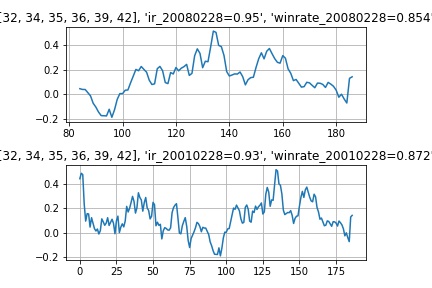 [32, 34, 35, 36, 39, 42], 'ir_20080228=0.95', 'winrate_20080228=0.854'
0.4
0.2
0.0
−0.2
80 100 120 140 160 180
[32, 34, 35, 36, 39, 42], 'ir_20010228=0.93', 'winrate_20010228=0.872'
0.4
0.2
0.0
−0.2
0 25 50 75 100 125 150 175